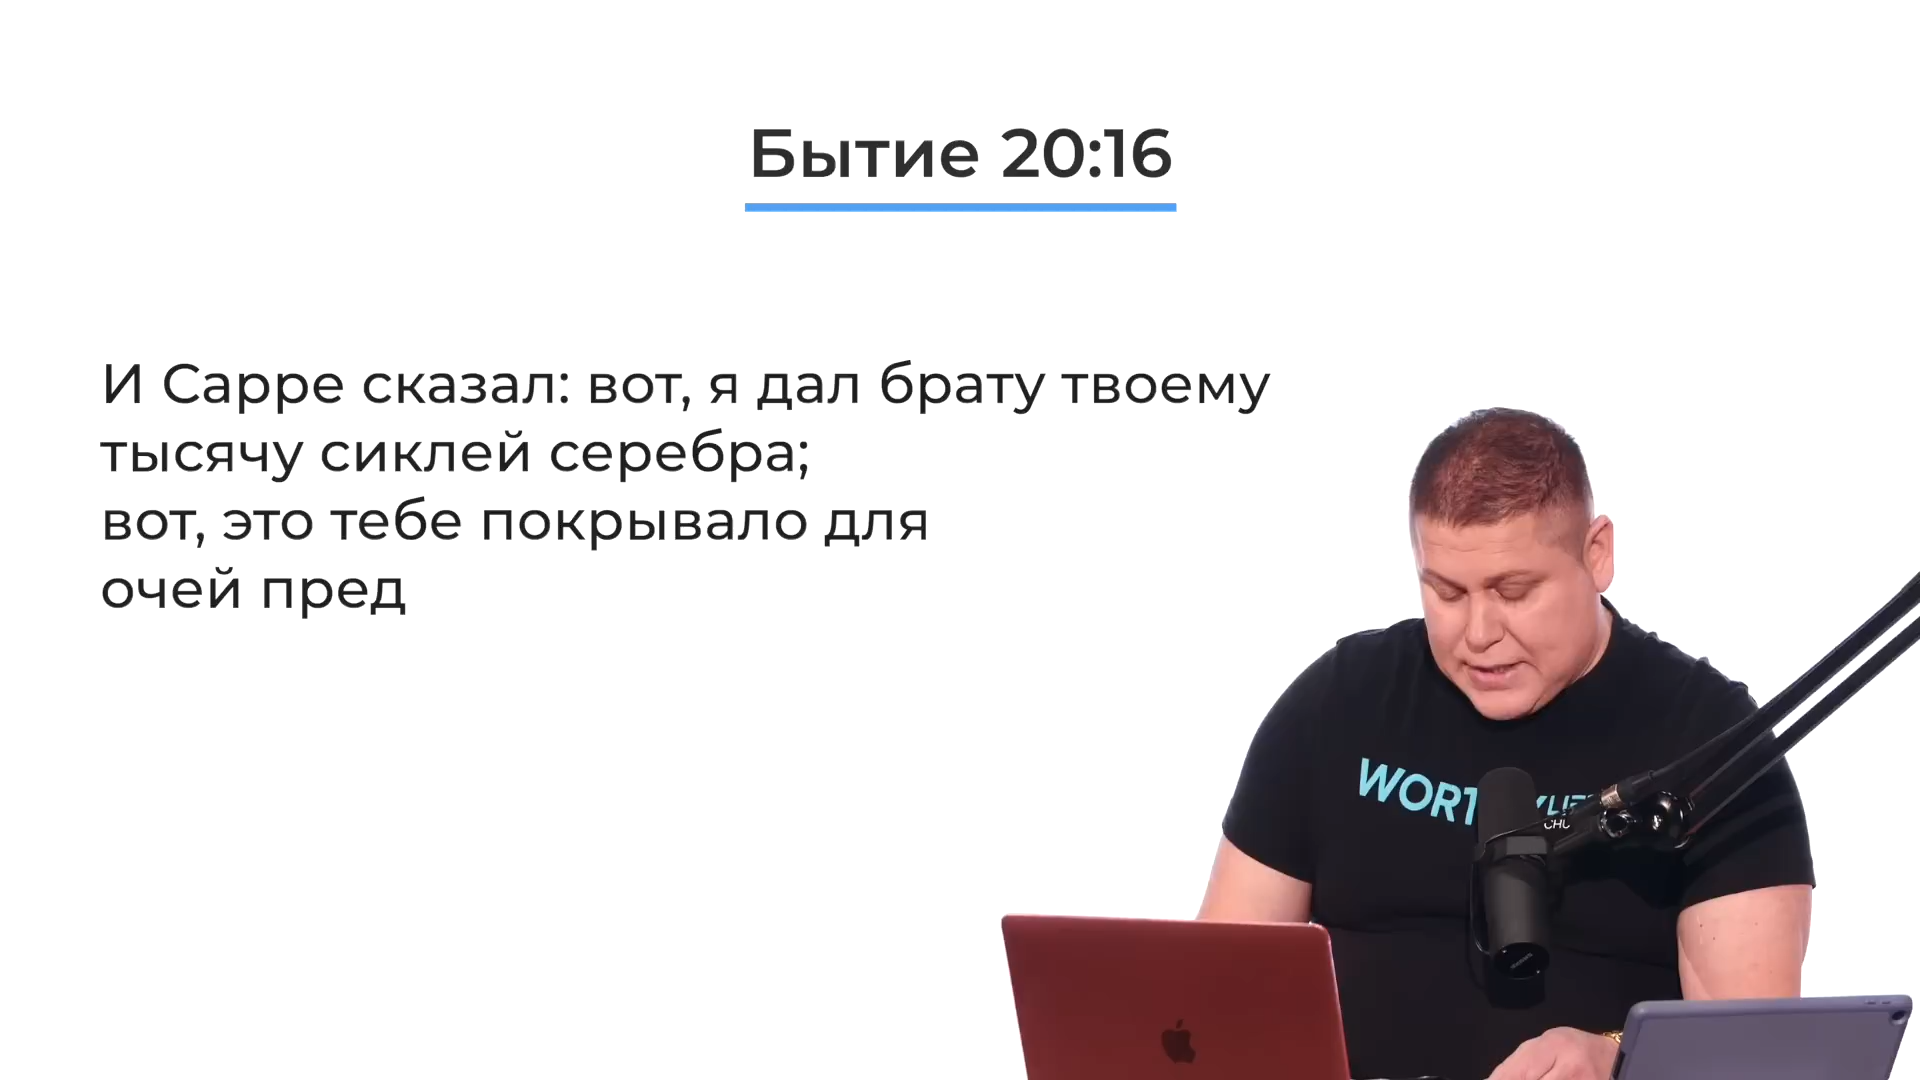 Бытие 20:16
И Сарре сказал: вот, я дал брату твоему
тысячу сиклей серебра;
вот, это тебе покрывало для
очей пред